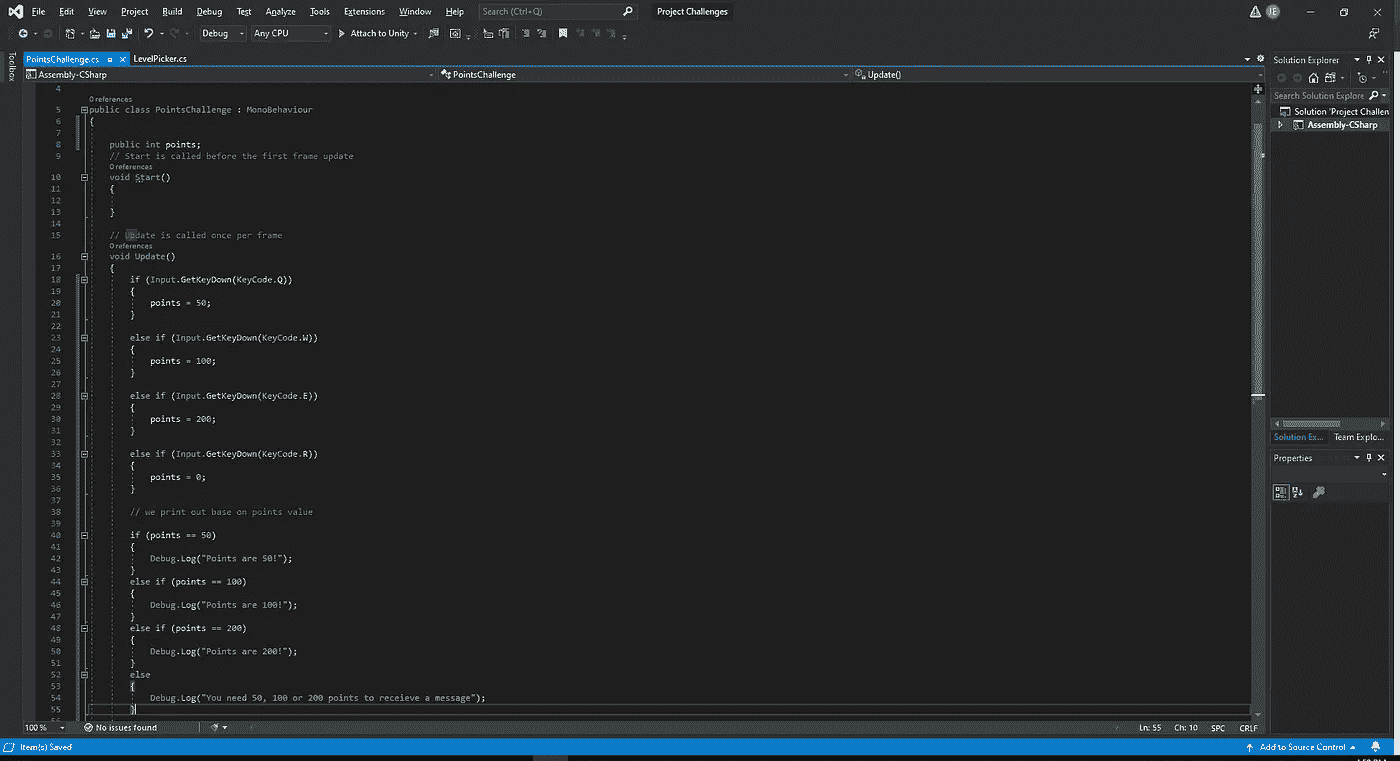 File Edit View Project Build Debug Test Analyze Tools Extensions Window Help Search (Ctrl+Q) Project Challenges JE
Debug Any CPU Attach to Unity
Toolbox
PointsChallenge.cs LevelPicker.cs
Assembly-CSharp PointsChallenge Update()
4
0 references
5 public class PointsChallenge : MonoBehaviour
6 {
7
8 public int points;
9 // Start is called before the first frame update
0 references
10 void Start()
11 {
12
13 }
14
15 // Update is called once per frame
0 references
16 void Update()
17 {
18 if (Input.GetKeyDown(KeyCode.Q))
19 {
20 points = 50;
21 }
22
23 else if (Input.GetKeyDown(KeyCode.W))
24 {
25 points = 100;
26 }
27
28 else if (Input.GetKeyDown(KeyCode.E))
29 {
30 points = 200;
31 }
32
33 else if (Input.GetKeyDown(KeyCode.R))
34 {
35 points = 0;
36 }
37
38 // we print out base on points value
39
40 if (points == 50)
41 {
42 Debug.Log("Points are 50!");
43 }
44 else if (points == 100)
45 {
46 Debug.Log("Points are 100!");
47 }
48 else if (points == 200)
49 {
50 Debug.Log("Points are 200!");
51 }
52 else
53 {
54 Debug.Log("You need 50, 100 or 200 points to receieve a message");
55 }
Solution Explorer
Search Solution Explore
Solution 'Project Challen
Assembly-CSharp
Solution Ex... Team Explo...
Properties
100 % No issues found Ln: 55 Ch: 10 SPC CRLF
Item(s) Saved Add to Source Control